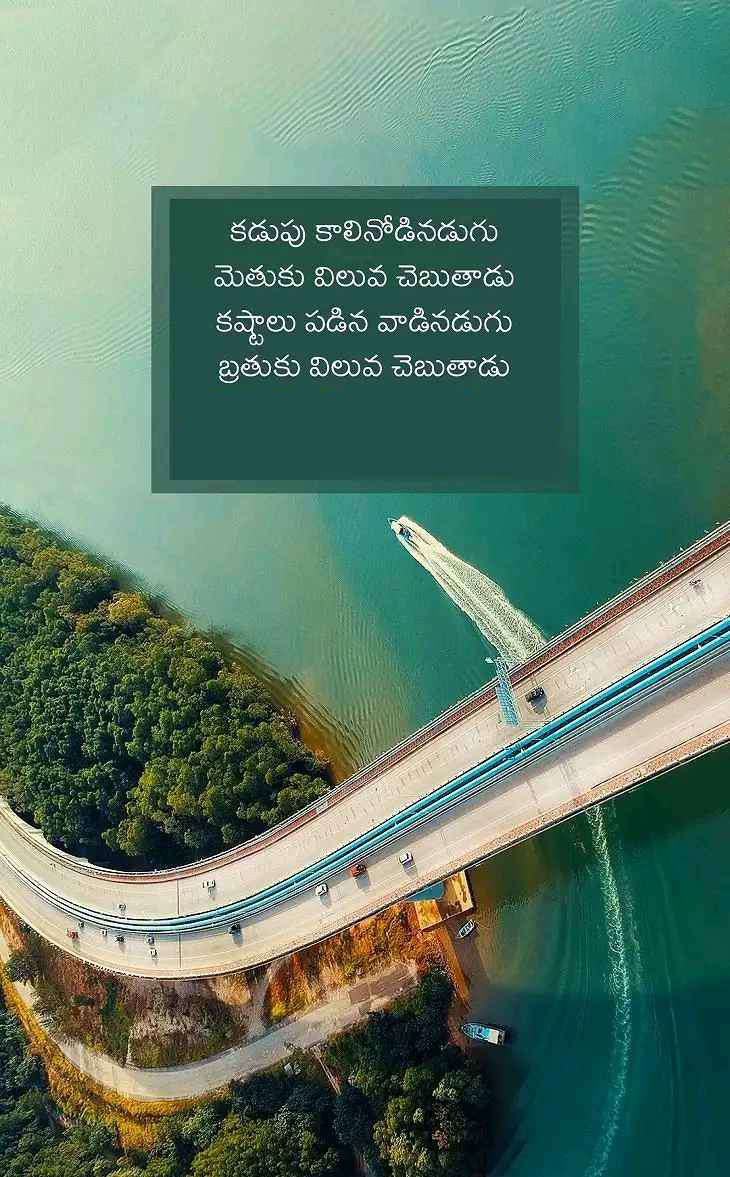 కడుపు కాలినోడినడుగు
మెతుకు విలువ చెబుతాడు
కష్టాలు పడిన వాడినడుగు
బ్రతుకు విలువ చెబుతాడు